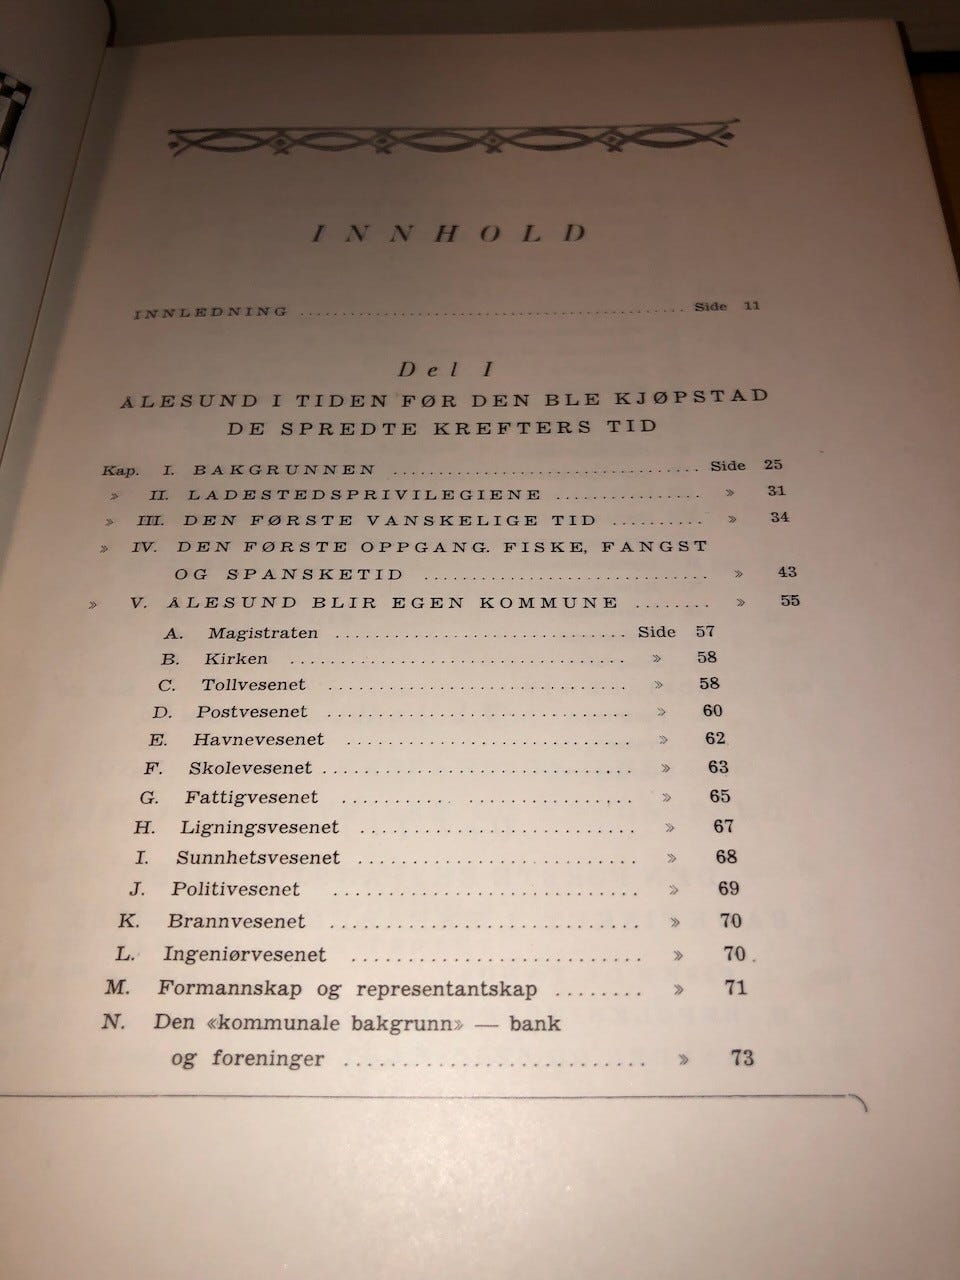 INNHOLD
INNLEDNING ........................................ Side 11
Del I
ÅLESUND I TIDEN FØR DEN BLE KJØPSTAD
DE SPREDTE KREFTERS TID
Kap. I. BAKGRUNNEN ................................ Side 25
» II. LADESTEDSPRIVILEGIENE ................ » 31
» III. DEN FØRSTE VANSKELIGE TID .......... » 34
» IV. DEN FØRSTE OPPGANG. FISKE, FANGST
OG SPANSKETID ............................. » 43
» V. ÅLESUND BLIR EGEN KOMMUNE ........ » 55
A. Magistraten ............................. Side 57
B. Kirken .................................. » 58
C. Tollvesenet .............................. » 58
D. Postvesenet .............................. » 60
E. Havnevesenet ............................ » 62
F. Skolevesenet .............................. » 63
G. Fattigvesenet ............................ » 65
H. Ligningsvesenet .......................... » 67
I. Sunnhetsvesenet .......................... » 68
J. Politivesenet ............................ » 69
K. Brannvesenet ............................ » 70
L. Ingeniørvesenet .......................... » 70
M. Formannskap og representantskap ........ » 71
N. Den «kommunale bakgrunn» — bank
og foreninger ........................... » 73